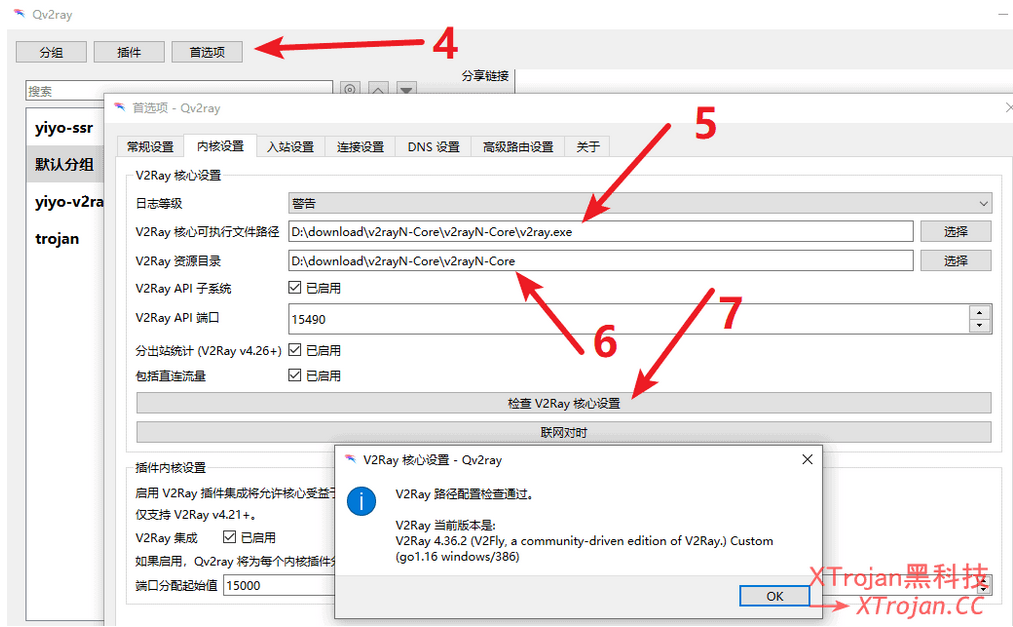 Qv2ray
分组
插件
首选项
4
分享链接
搜索
首选项 - Qv2ray
yiyo-ssr
默认分组
yiyo-v2ra
trojan
5
常规设置
内核设置
入站设置
连接设置
DNS 设置
高级路由设置
关于
V2Ray 核心设置
日志等级
警告
V2Ray 核心可执行文件路径
D:\download\v2rayN-Core\v2rayN-Core\v2ray.exe
选择
V2Ray 资源目录
D:\download\v2rayN-Core\v2rayN-Core
选择
V2Ray API 子系统
已启用
V2Ray API 端口
15490
6
7
分出站统计 (V2Ray v4.26+)
已启用
包括直连流量
已启用
检查 V2Ray 核心设置
联网对时
插件内核设置
启用 V2Ray 插件集成将允许核心受益于
仅支持 V2Ray v4.21+。
V2Ray 集成
已启用
如果启用，Qv2ray 将为每个内核插件分
端口分配起始值
15000
V2Ray 核心设置 - Qv2ray
V2Ray 路径配置检查通过。
V2Ray 当前版本是:
V2Ray 4.36.2 (V2Fly, a community-driven edition of V2Ray.) Custom
(go1.16 windows/386)
OK
XTrojan黑科技
XTrojan.CC